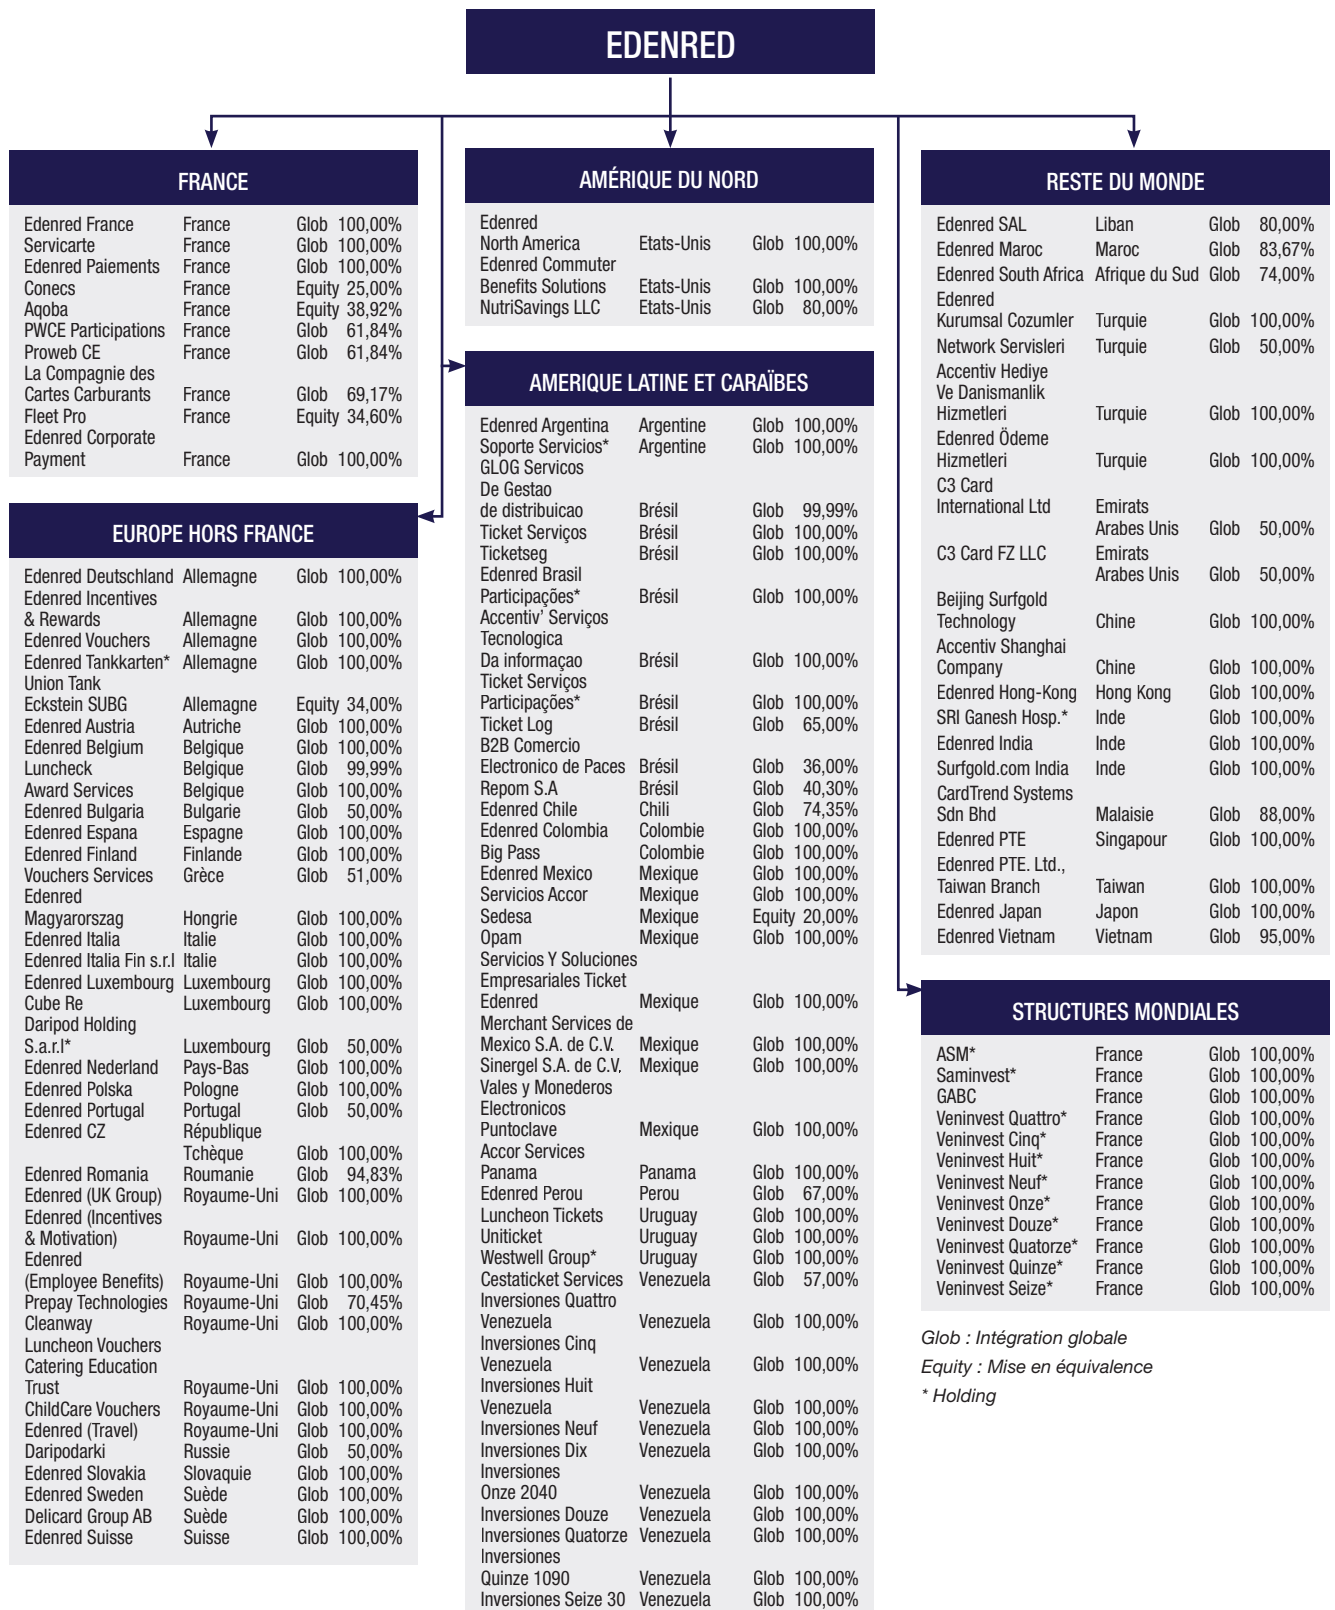 EDENRED
FRANCE
Edenred France France Glob 100,00%
Servicarte France Glob 100,00%
Edenred Paiements France Glob 100,00%
Conecs France Equity 25,00%
Aqoba France Equity 38,92%
PWCE Participations France Glob 61,84%
Proweb CE France Glob 61,84%
La Compagnie des
Cartes Carburants France Glob 69,17%
Fleet Pro France Equity 34,60%
Edenred Corporate
Payment France Glob 100,00%
EUROPE HORS FRANCE
Edenred Deutschland Allemagne Glob 100,00%
Edenred Incentives
& Rewards Allemagne Glob 100,00%
Edenred Vouchers Allemagne Glob 100,00%
Edenred Tankkarten* Allemagne Glob 100,00%
Union Tank
Eckstein SUBG Allemagne Equity 34,00%
Edenred Austria Autriche Glob 100,00%
Edenred Belgium Belgique Glob 100,00%
Luncheck Belgique Glob 99,99%
Award Services Belgique Glob 100,00%
Edenred Bulgaria Bulgarie Glob 50,00%
Edenred Espana Espagne Glob 100,00%
Edenred Finland Finlande Glob 100,00%
Vouchers Services Grèce Glob 51,00%
Edenred
Magyarorszag Hongrie Glob 100,00%
Edenred Italia Italie Glob 100,00%
Edenred Italia Fin s.r.l Italie Glob 100,00%
Edenred Luxembourg Luxembourg Glob 100,00%
Cube Re Luxembourg Glob 100,00%
Daripod Holding
S.a.r.l* Luxembourg Glob 50,00%
Edenred Nederland Pays-Bas Glob 100,00%
Edenred Polska Pologne Glob 100,00%
Edenred Portugal Portugal Glob 50,00%
Edenred CZ République
Tchèque Glob 100,00%
Edenred Romania Roumanie Glob 94,83%
Edenred (UK Group) Royaume-Uni Glob 100,00%
Edenred (Incentives
& Motivation) Royaume-Uni Glob 100,00%
Edenred
(Employee Benefits) Royaume-Uni Glob 100,00%
Prepay Technologies Royaume-Uni Glob 70,45%
Cleanway Royaume-Uni Glob 100,00%
Luncheon Vouchers
Catering Education
Trust Royaume-Uni Glob 100,00%
ChildCare Vouchers Royaume-Uni Glob 100,00%
Edenred (Travel) Royaume-Uni Glob 100,00%
Daripodarki Russie Glob 50,00%
Edenred Slovakia Slovaquie Glob 100,00%
Edenred Sweden Suède Glob 100,00%
Delicard Group AB Suède Glob 100,00%
Edenred Suisse Suisse Glob 100,00%
AMÉRIQUE DU NORD
Edenred
North America Etats-Unis Glob 100,00%
Edenred Commuter
Benefits Solutions Etats-Unis Glob 100,00%
NutriSavings LLC Etats-Unis Glob 80,00%
AMERIQUE LATINE ET CARAÏBES
Edenred Argentina Argentine Glob 100,00%
Soporte Servicios* Argentine Glob 100,00%
GLOG Servicos
De Gestao
de distribuicao Brésil Glob 99,99%
Ticket Serviços Brésil Glob 100,00%
Ticketseg Brésil Glob 100,00%
Edenred Brasil
Participações* Brésil Glob 100,00%
Accentiv' Serviços
Tecnologica
Da informaçao Brésil Glob 100,00%
Ticket Serviços
Participações* Brésil Glob 100,00%
Ticket Log Brésil Glob 65,00%
B2B Comercio
Electronico de Paces Brésil Glob 36,00%
Repom S.A Brésil Glob 40,30%
Edenred Chile Chili Glob 74,35%
Edenred Colombia Colombie Glob 100,00%
Big Pass Colombie Glob 100,00%
Edenred Mexico Mexique Glob 100,00%
Servicios Accor Mexique Glob 100,00%
Sedesa Mexique Equity 20,00%
Opam Mexique Glob 100,00%
Servicios Y Soluciones
Empresariales Ticket
Edenred Mexique Glob 100,00%
Merchant Services de
Mexico S.A. de C.V. Mexique Glob 100,00%
Sinergel S.A. de C.V. Mexique Glob 100,00%
Vales y Monederos
Electronicos
Puntoclave Mexique Glob 100,00%
Accor Services
Panama Panama Glob 100,00%
Edenred Perou Perou Glob 67,00%
Luncheon Tickets Uruguay Glob 100,00%
Uniticket Uruguay Glob 100,00%
Westwell Group* Uruguay Glob 100,00%
Cestaticket Services Venezuela Glob 57,00%
Inversiones Quattro
Venezuela Venezuela Glob 100,00%
Inversiones Cinq
Venezuela Venezuela Glob 100,00%
Inversiones Huit
Venezuela Venezuela Glob 100,00%
Inversiones Neuf Venezuela Glob 100,00%
Inversiones Dix Venezuela Glob 100,00%
Inversiones
Onze 2040 Venezuela Glob 100,00%
Inversiones Douze Venezuela Glob 100,00%
Inversiones Quatorze Venezuela Glob 100,00%
Inversiones
Quinze 1090 Venezuela Glob 100,00%
Inversiones Seize 30 Venezuela Glob 100,00%
RESTE DU MONDE
Edenred SAL Liban Glob 80,00%
Edenred Maroc Maroc Glob 83,67%
Edenred South Africa Afrique du Sud Glob 74,00%
Edenred
Kurumsal Cozumler Turquie Glob 100,00%
Network Servisleri Turquie Glob 50,00%
Accentiv Hediye
Ve Danismanlik
Hizmetleri Turquie Glob 100,00%
Edenred Ödeme
Hizmetleri Turquie Glob 100,00%
C3 Card
International Ltd Emirats
Arabes Unis Glob 50,00%
C3 Card FZ LLC Emirats
Arabes Unis Glob 50,00%
Beijing Surfgold
Technology Chine Glob 100,00%
Accentiv Shanghai
Company Chine Glob 100,00%
Edenred Hong-Kong Hong Kong Glob 100,00%
SRI Ganesh Hosp.* Inde Glob 100,00%
Edenred India Inde Glob 100,00%
Surfgold.com India Inde Glob 100,00%
CardTrend Systems
Sdn Bhd Malaisie Glob 88,00%
Edenred PTE Singapour Glob 100,00%
Edenred PTE. Ltd.,
Taiwan Branch Taiwan Glob 100,00%
Edenred Japan Japon Glob 100,00%
Edenred Vietnam Vietnam Glob 95,00%
STRUCTURES MONDIALES
ASM* France Glob 100,00%
Saminvest* France Glob 100,00%
GABC France Glob 100,00%
Veninvest Quattro* France Glob 100,00%
Veninvest Cinq* France Glob 100,00%
Veninvest Huit* France Glob 100,00%
Veninvest Neuf* France Glob 100,00%
Veninvest Onze* France Glob 100,00%
Veninvest Douze* France Glob 100,00%
Veninvest Quatorze* France Glob 100,00%
Veninvest Quinze* France Glob 100,00%
Veninvest Seize* France Glob 100,00%
Glob : Intégration globale
Equity : Mise en équivalence
* Holding